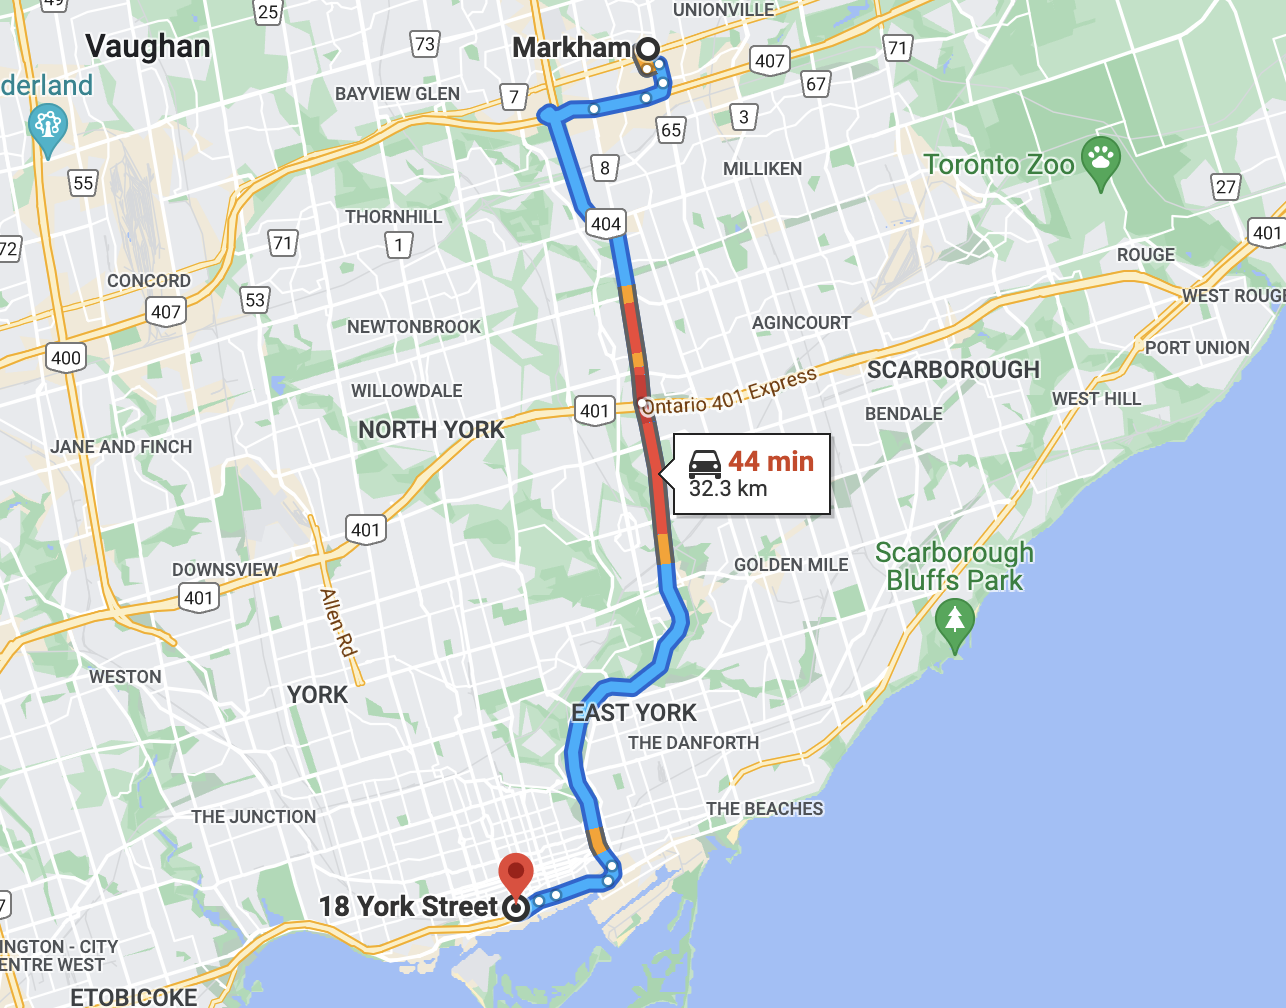 49
25
UNIONVILLE
Vaughan
73
Markham
71
407
derland
67
BAYVIEW GLEN
7
3
65
8
MILLIKEN
Toronto Zoo
55
27
THORNHILL
404
401
72
71
1
ROUGE
CONCORD
WEST ROUGE
53
407
NEWTONBROOK
AGINCOURT
400
PORT UNION
SCARBOROUGH
WILLOWDALE
Ontario 401 Express
401
WEST HILL
BENDALE
NORTH YORK
JANE AND FINCH
44 min
32.3 km
401
Scarborough
Bluffs Park
GOLDEN MILE
DOWNSVIEW
401
Allen Rd
WESTON
YORK
EAST YORK
THE DANFORTH
THE JUNCTION
THE BEACHES
18 York Street
7
INGTON - CITY
ENTRE WEST
ETOBICOKE